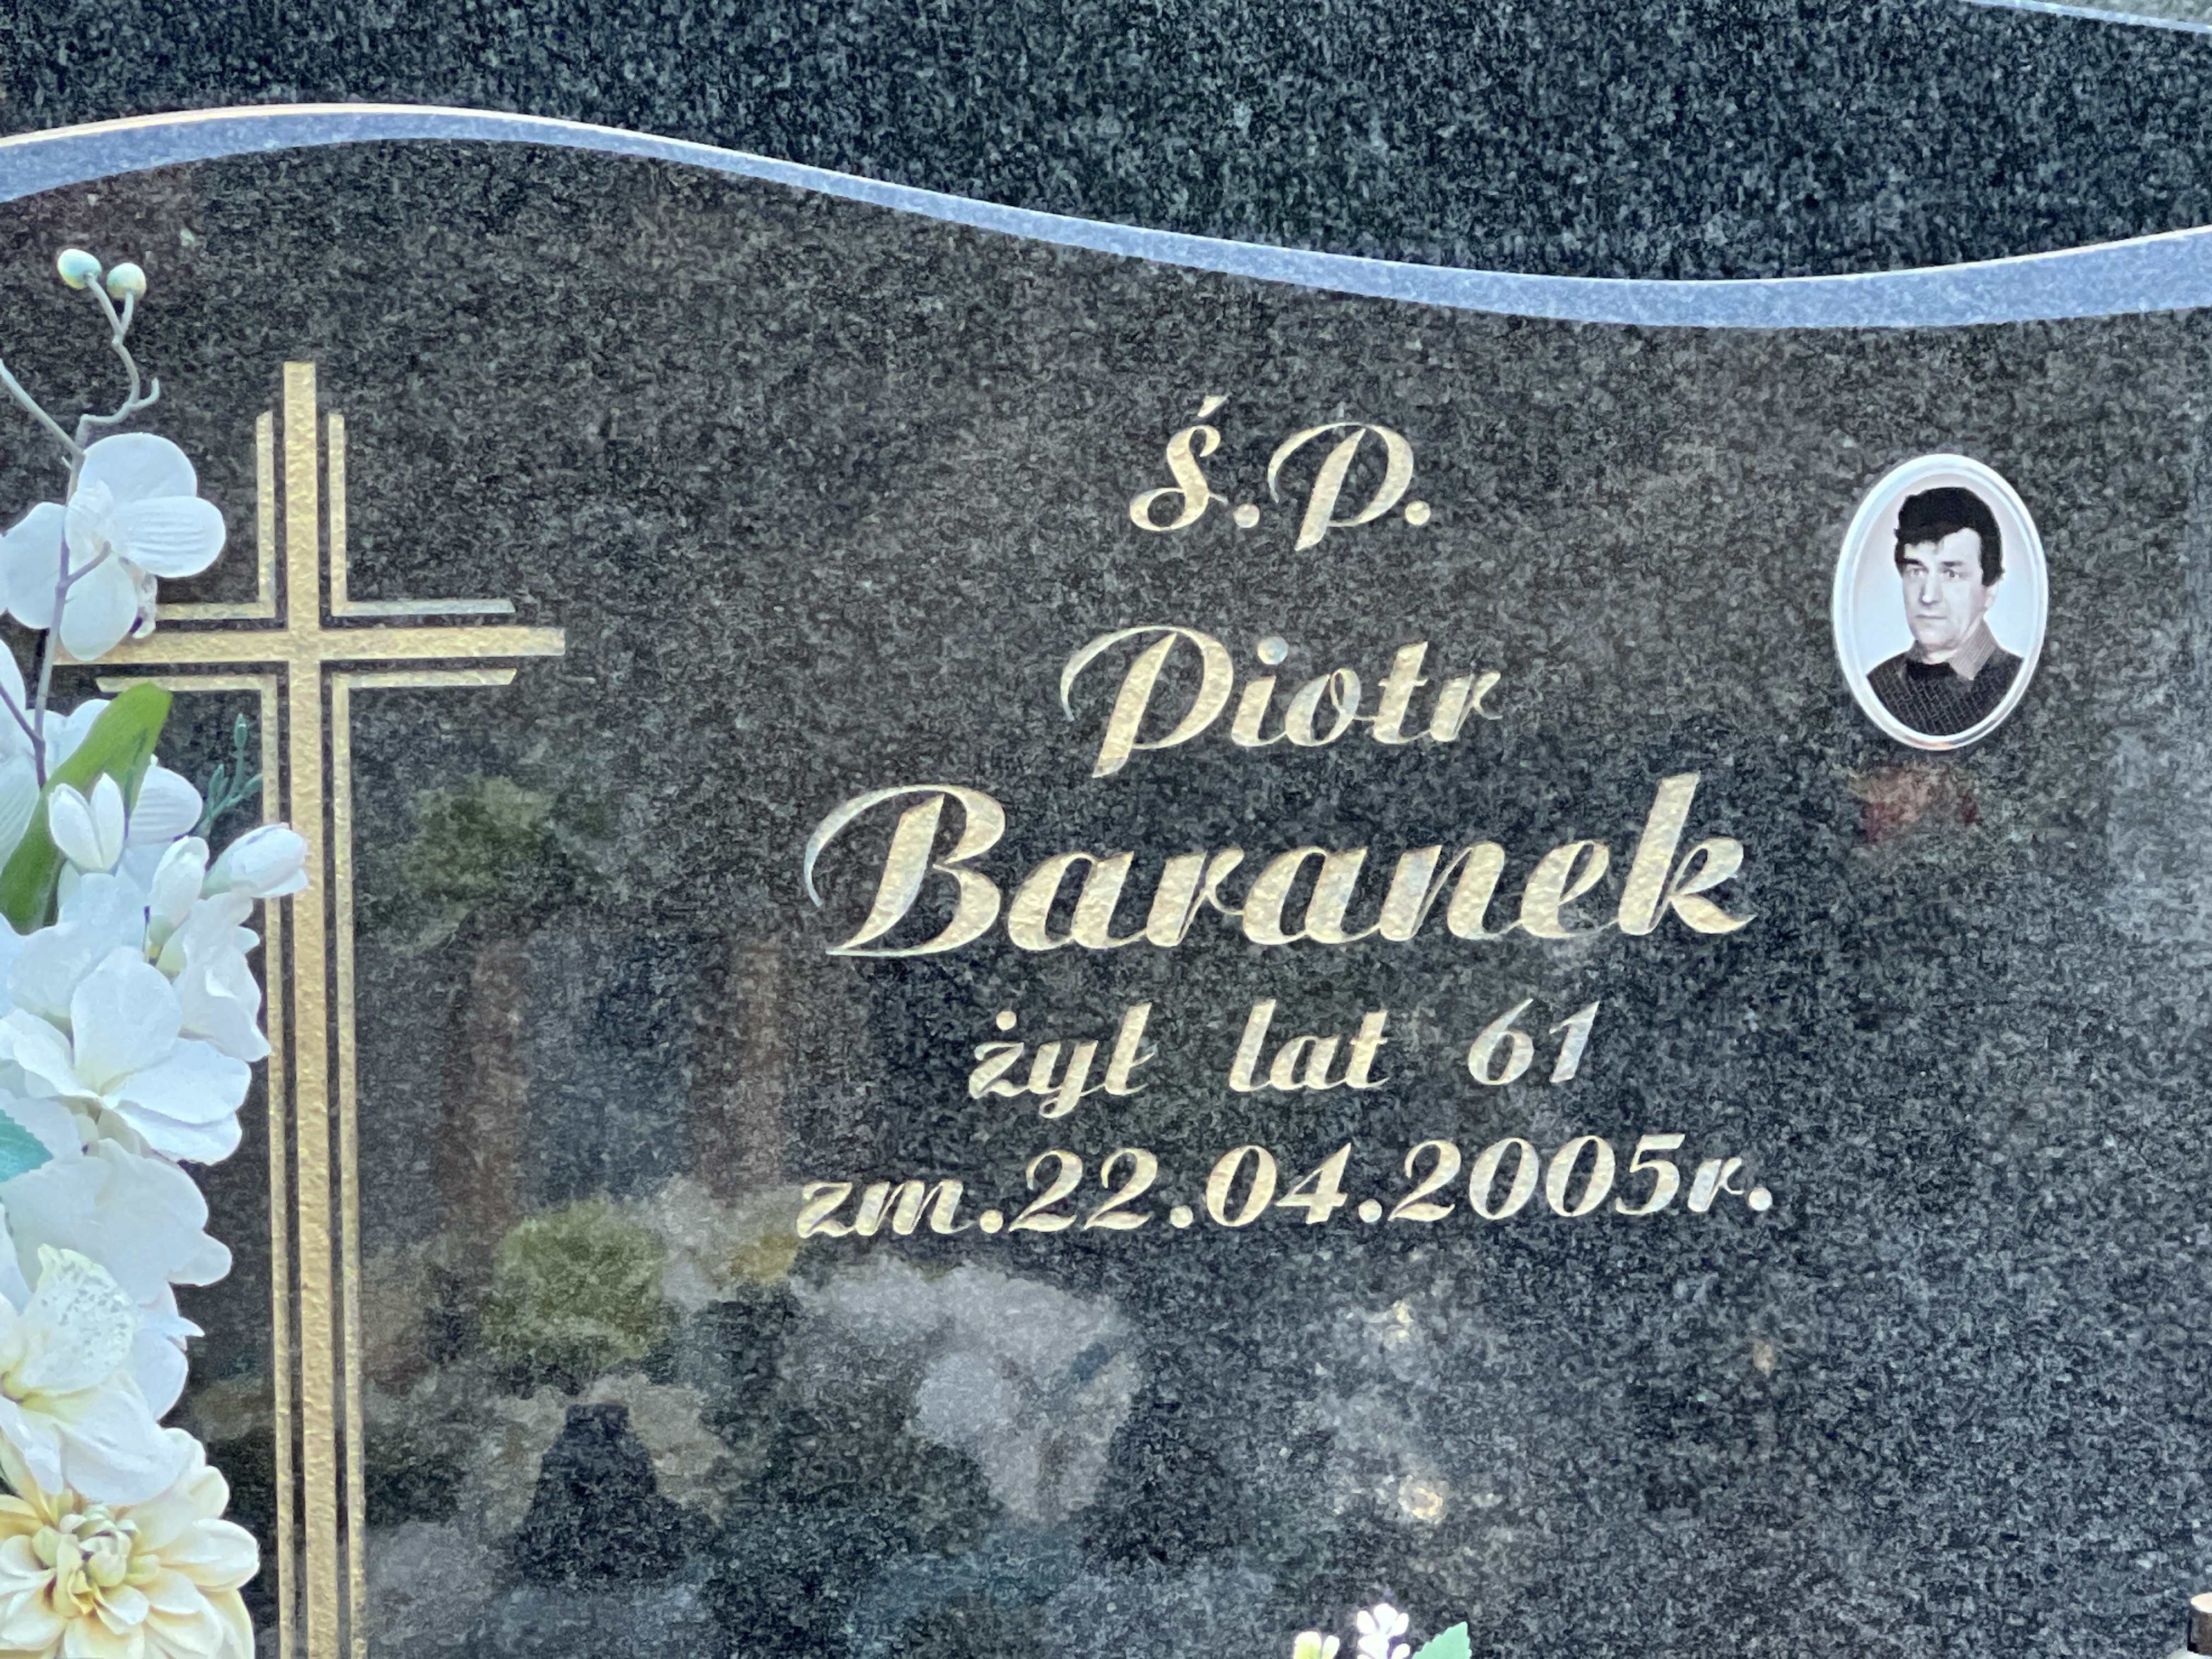 Ś.P.
Piotr
Baranek
żył lat 61
zm.22.04.2005r.